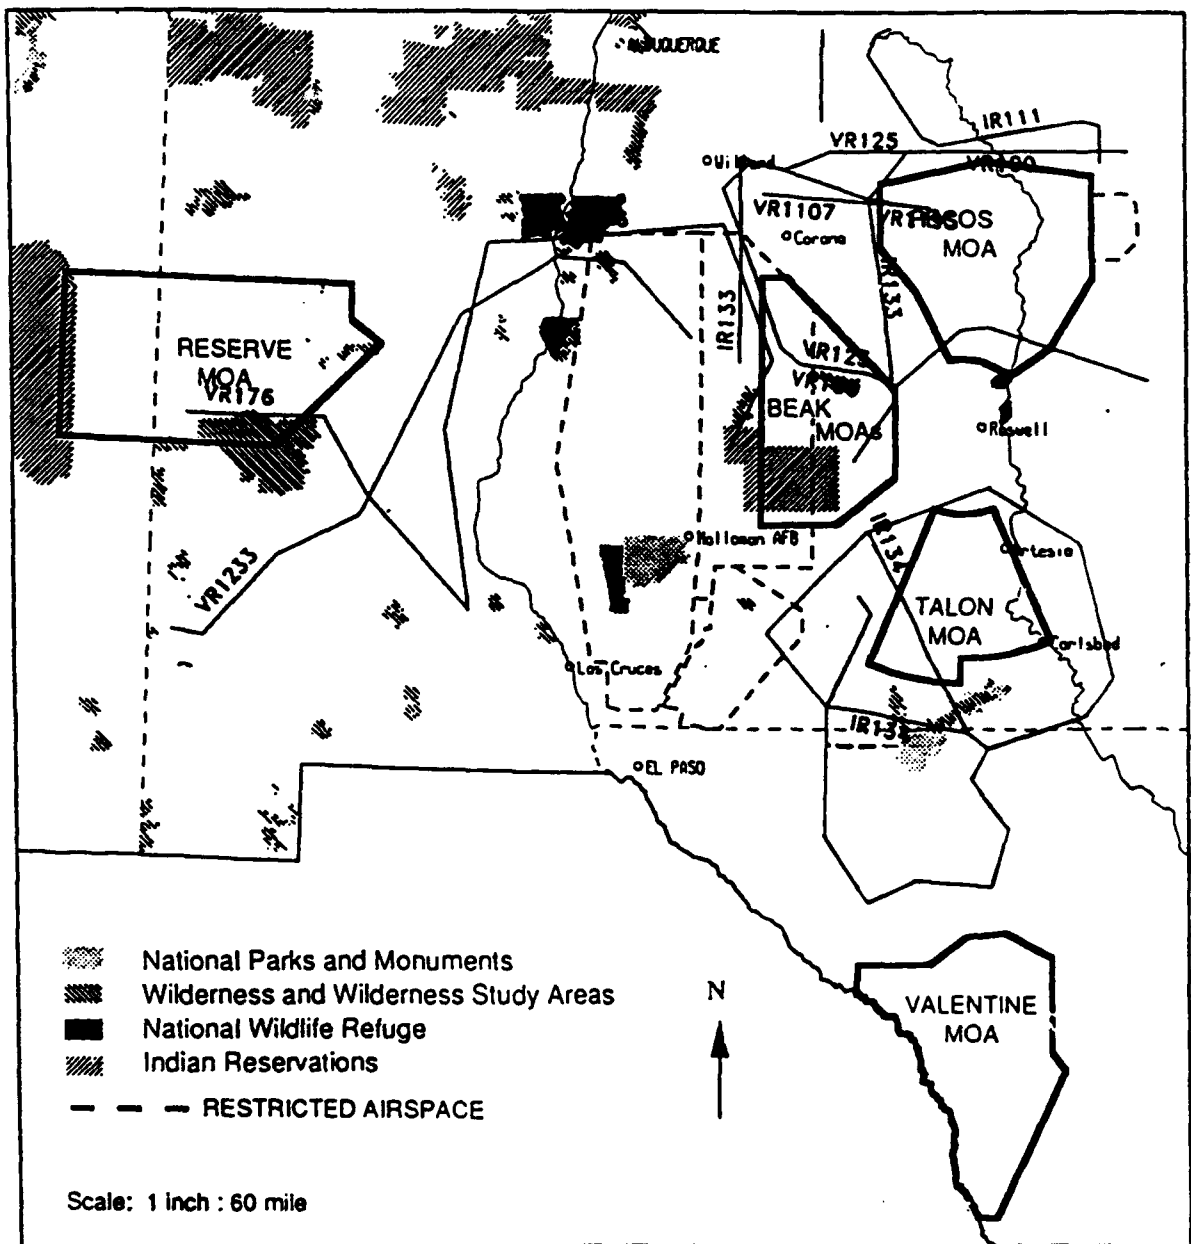 ALBUQUERQUE
IR111
VR125
VR100
VR1107
Corona
PECOS
MOA
IR133
IR133
RESERVE
MOA
VR176
VR125
BEAK
MOAs
Roswell
Holloman AFB
IR134
Artesia
VR1233
TALON
MOA
Carlsbad
Las Cruces
EL PASO
National Parks and Monuments
Wilderness and Wilderness Study Areas
National Wildlife Refuge
Indian Reservations
RESTRICTED AIRSPACE
N
VALENTINE
MOA
Scale: 1 inch : 60 mile